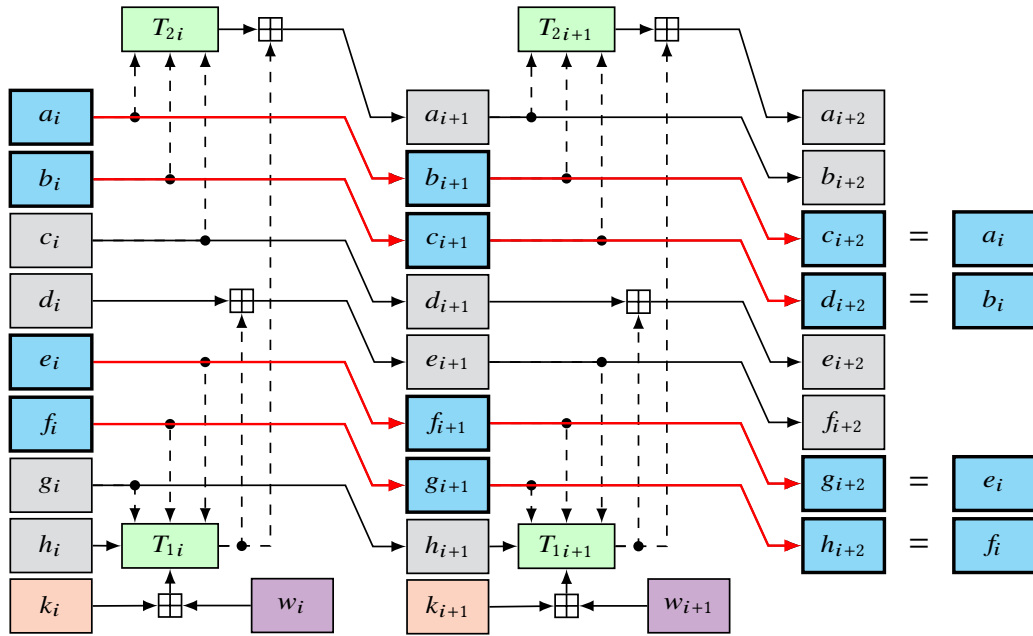 T₂ᵢ T₂ᵢ₊₁
aᵢ aᵢ₊₁ aᵢ₊₂
bᵢ bᵢ₊₁ bᵢ₊₂
cᵢ cᵢ₊₁ cᵢ₊₂ = aᵢ
dᵢ dᵢ₊₁ dᵢ₊₂ = bᵢ
eᵢ eᵢ₊₁ eᵢ₊₂
fᵢ fᵢ₊₁ fᵢ₊₂
gᵢ gᵢ₊₁ gᵢ₊₂ = eᵢ
hᵢ T₁ᵢ hᵢ₊₁ T₁ᵢ₊₁ hᵢ₊₂ = fᵢ
kᵢ wᵢ kᵢ₊₁ wᵢ₊₁